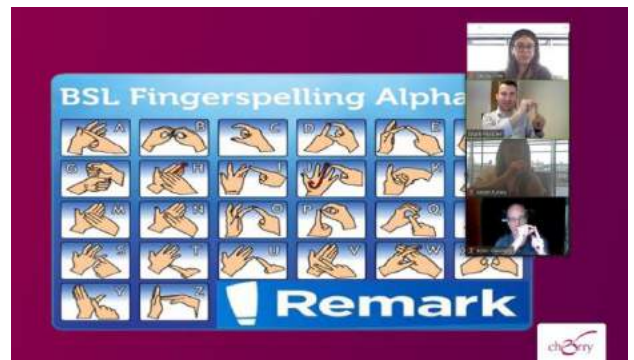 BSL Fingerspelling Alpha
A B C D E
G H I J K
M N O P Q
S T U V W
Y Z
Remark
cherry